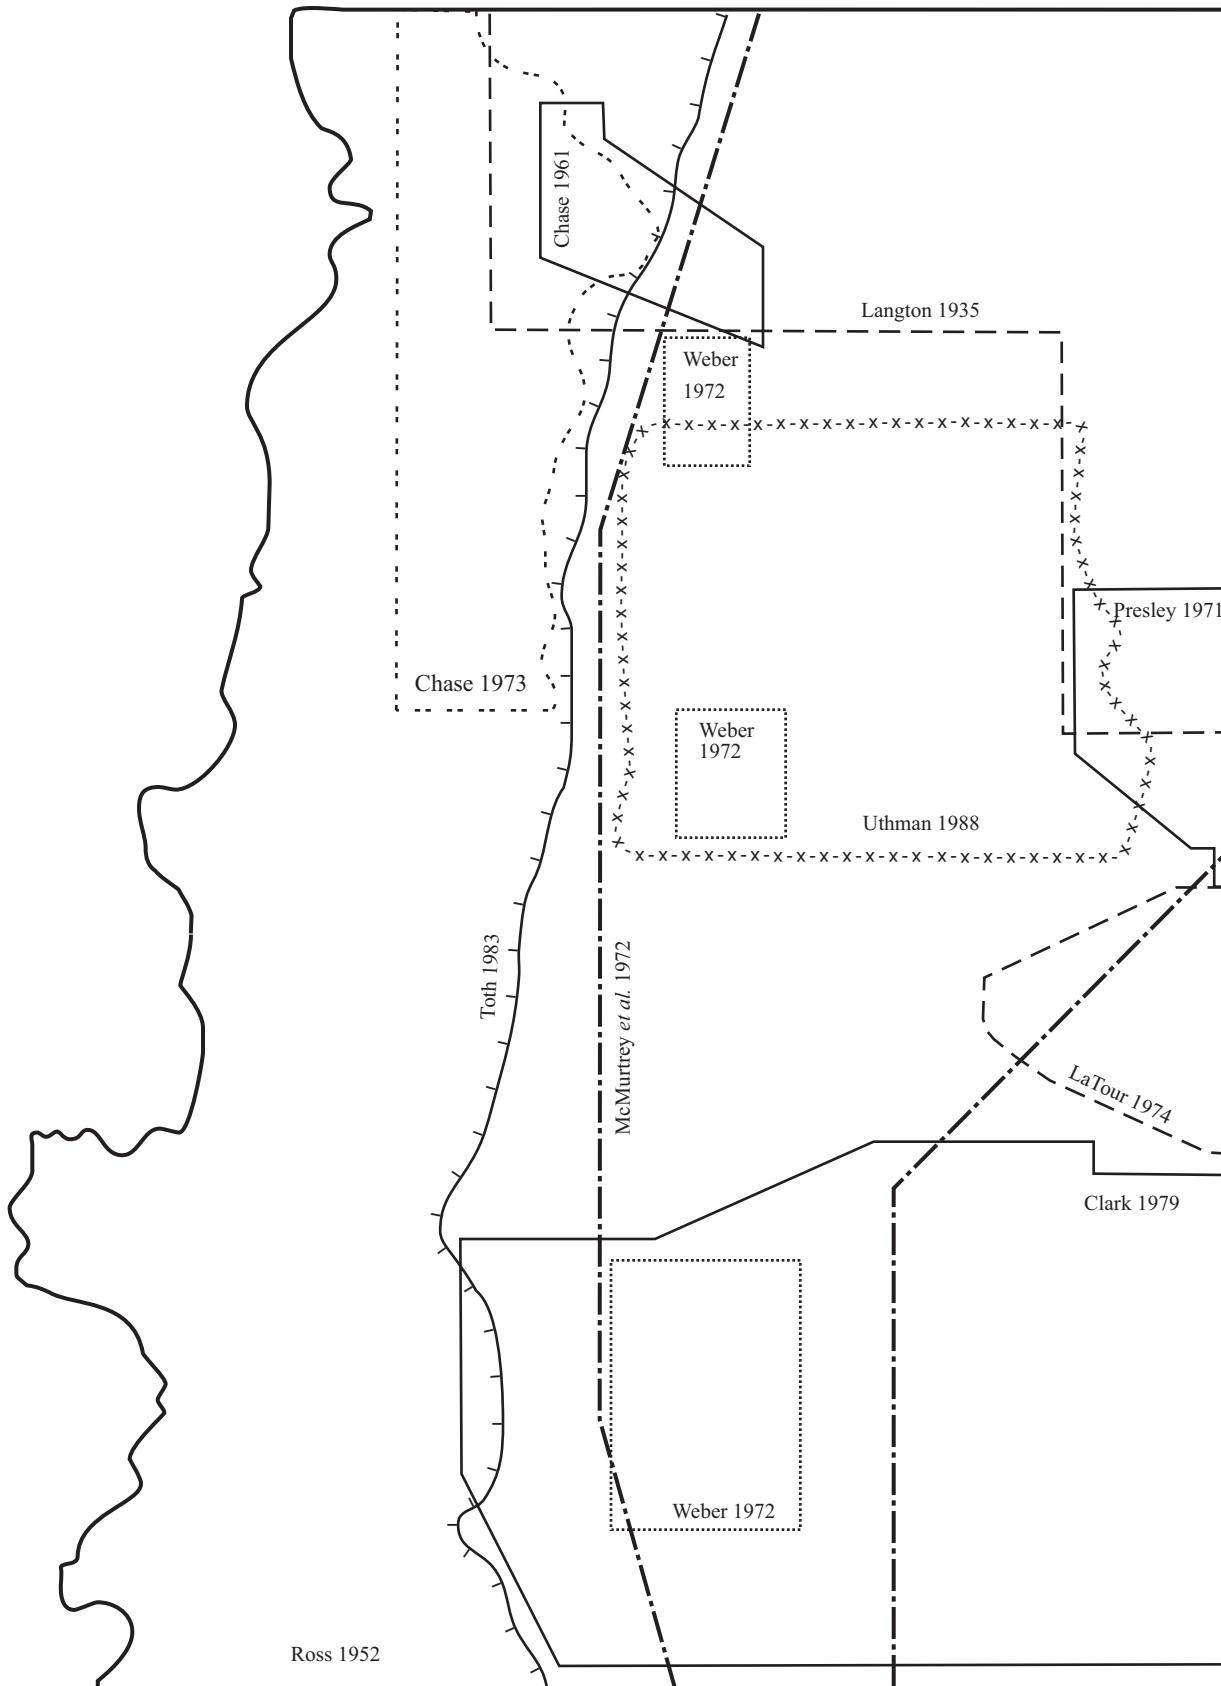 Chase 1961
Langton 1935
Weber
1972
Presley 1971
Chase 1973
Weber
1972
Uthman 1988
Toth 1983
McMurtrey et al. 1972
LaTour 1974
Clark 1979
Weber 1972
Ross 1952